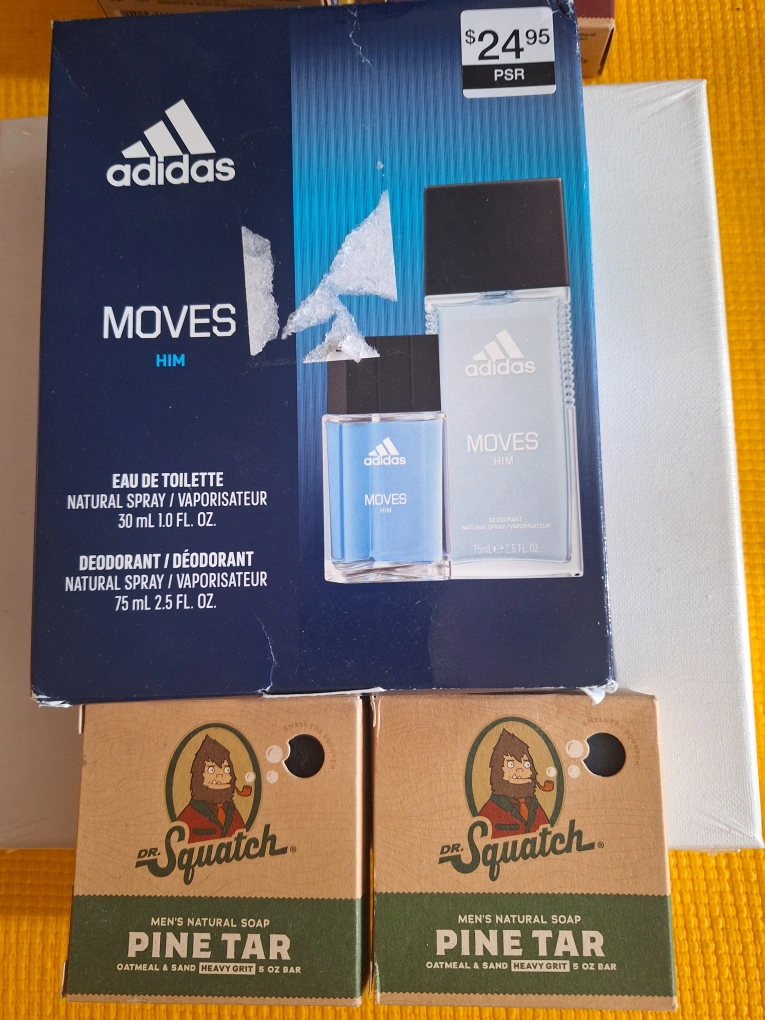 $24.95
PSR
adidas
MOVES
HIM
EAU DE TOILETTE
NATURAL SPRAY / VAPORISATEUR
30 mL 1.0 FL. OZ.
DEODORANT / DÉODORANT
NATURAL SPRAY / VAPORISATEUR
75 mL 2.5 FL. OZ.
adidas
MOVES
HIM
adidas
MOVES
HIM
DEODORANT
NATURAL SPRAY / VAPORISATEUR
75mL e 2.5 FL. OZ.
DR.
Squatch®
MEN'S NATURAL SOAP
PINE TAR
OATMEAL & SAND HEAVY GRIT 5 OZ BAR
DR.
Squatch®
MEN'S NATURAL SOAP
PINE TAR
OATMEAL & SAND HEAVY GRIT 5 OZ BAR